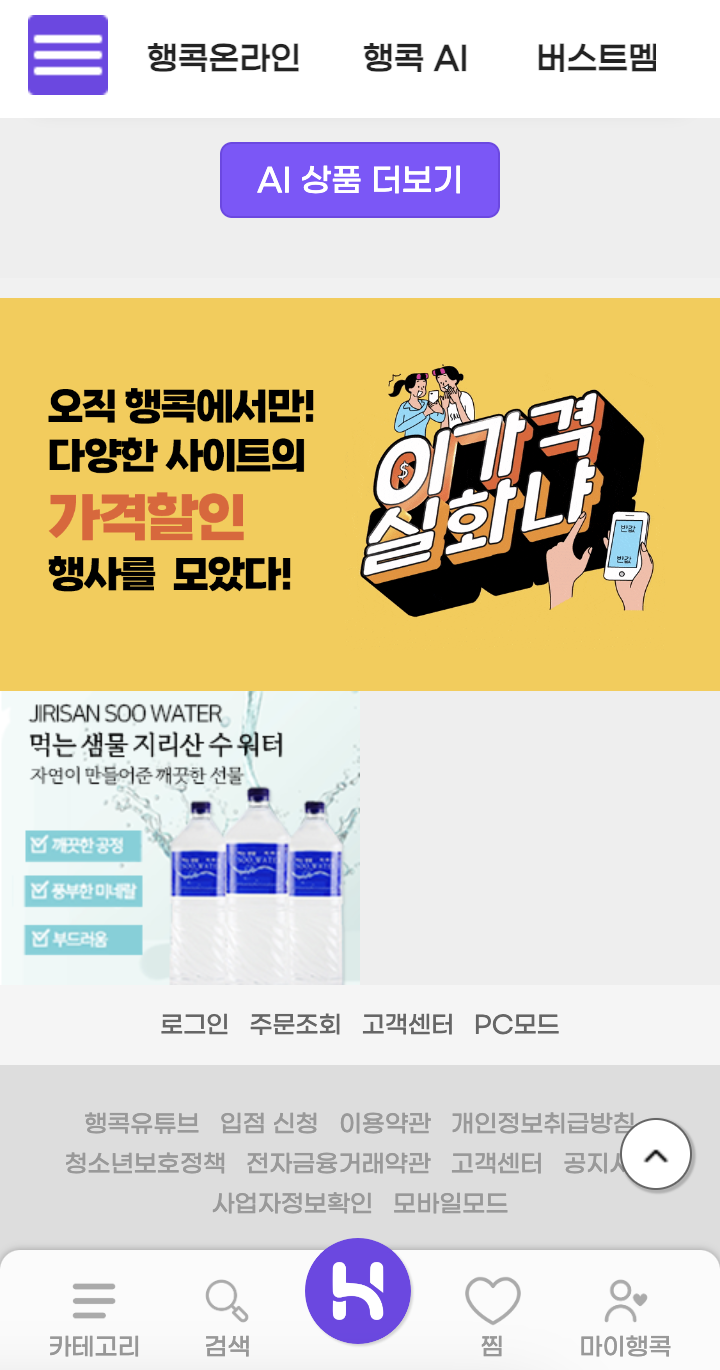 행콕온라인 행콕 AI 버스트멤
AI 상품 더보기
오직 행콕에서만!
다양한 사이트의
가격할인
행사를 모았다!
이가격
실화냐
$
반값
반값
JIRISAN SOO WATER
먹는 샘물 지리산 수 워터
자연이 만들어준 깨끗한 선물
깨끗한 공정
풍부한 미네랄
부드러움
SOO WATER
로그인 주문조회 고객센터 PC모드
행콕유튜브 입점 신청 이용약관 개인정보취급방침
청소년보호정책 전자금융거래약관 고객센터 공지사
사업자정보확인 모바일모드
카테고리 검색 찜 마이행콕